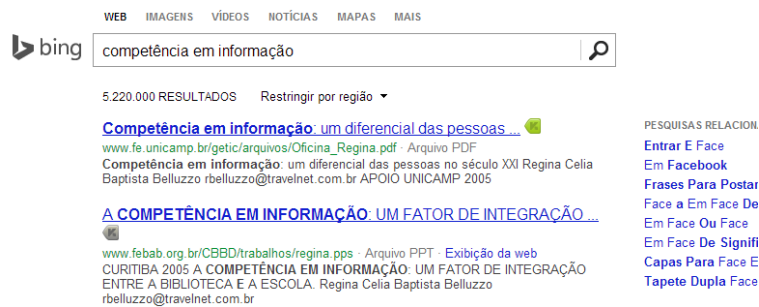 WEB IMAGENS VÍDEOS NOTÍCIAS MAPAS MAIS
bing
competência em informação
5.220.000 RESULTADOS Restringir por região
Competência em informação: um diferencial das pessoas ...
www.fe.unicamp.br/getic/arquivos/Oficina_Regina.pdf · Arquivo PDF
Competência em informação: um diferencial das pessoas no século XXI Regina Celia
Baptista Belluzzo rbelluzzo@travelnet.com.br APOIO UNICAMP 2005
A COMPETÊNCIA EM INFORMAÇÃO: UM FATOR DE INTEGRAÇÃO ...
www.febab.org.br/CBBD/trabalhos/regina.pps · Arquivo PPT · Exibição da web
CURITIBA 2005 A COMPETÊNCIA EM INFORMAÇÃO: UM FATOR DE INTEGRAÇÃO
ENTRE A BIBLIOTECA E A ESCOLA. Regina Celia Baptista Belluzzo
rbelluzzo@travelnet.com.br
PESQUISAS RELACION
Entrar E Face
Em Facebook
Frases Para Postar
Face a Em Face De
Em Face Ou Face
Em Face De Signifi
Capas Para Face E
Tapete Dupla Face